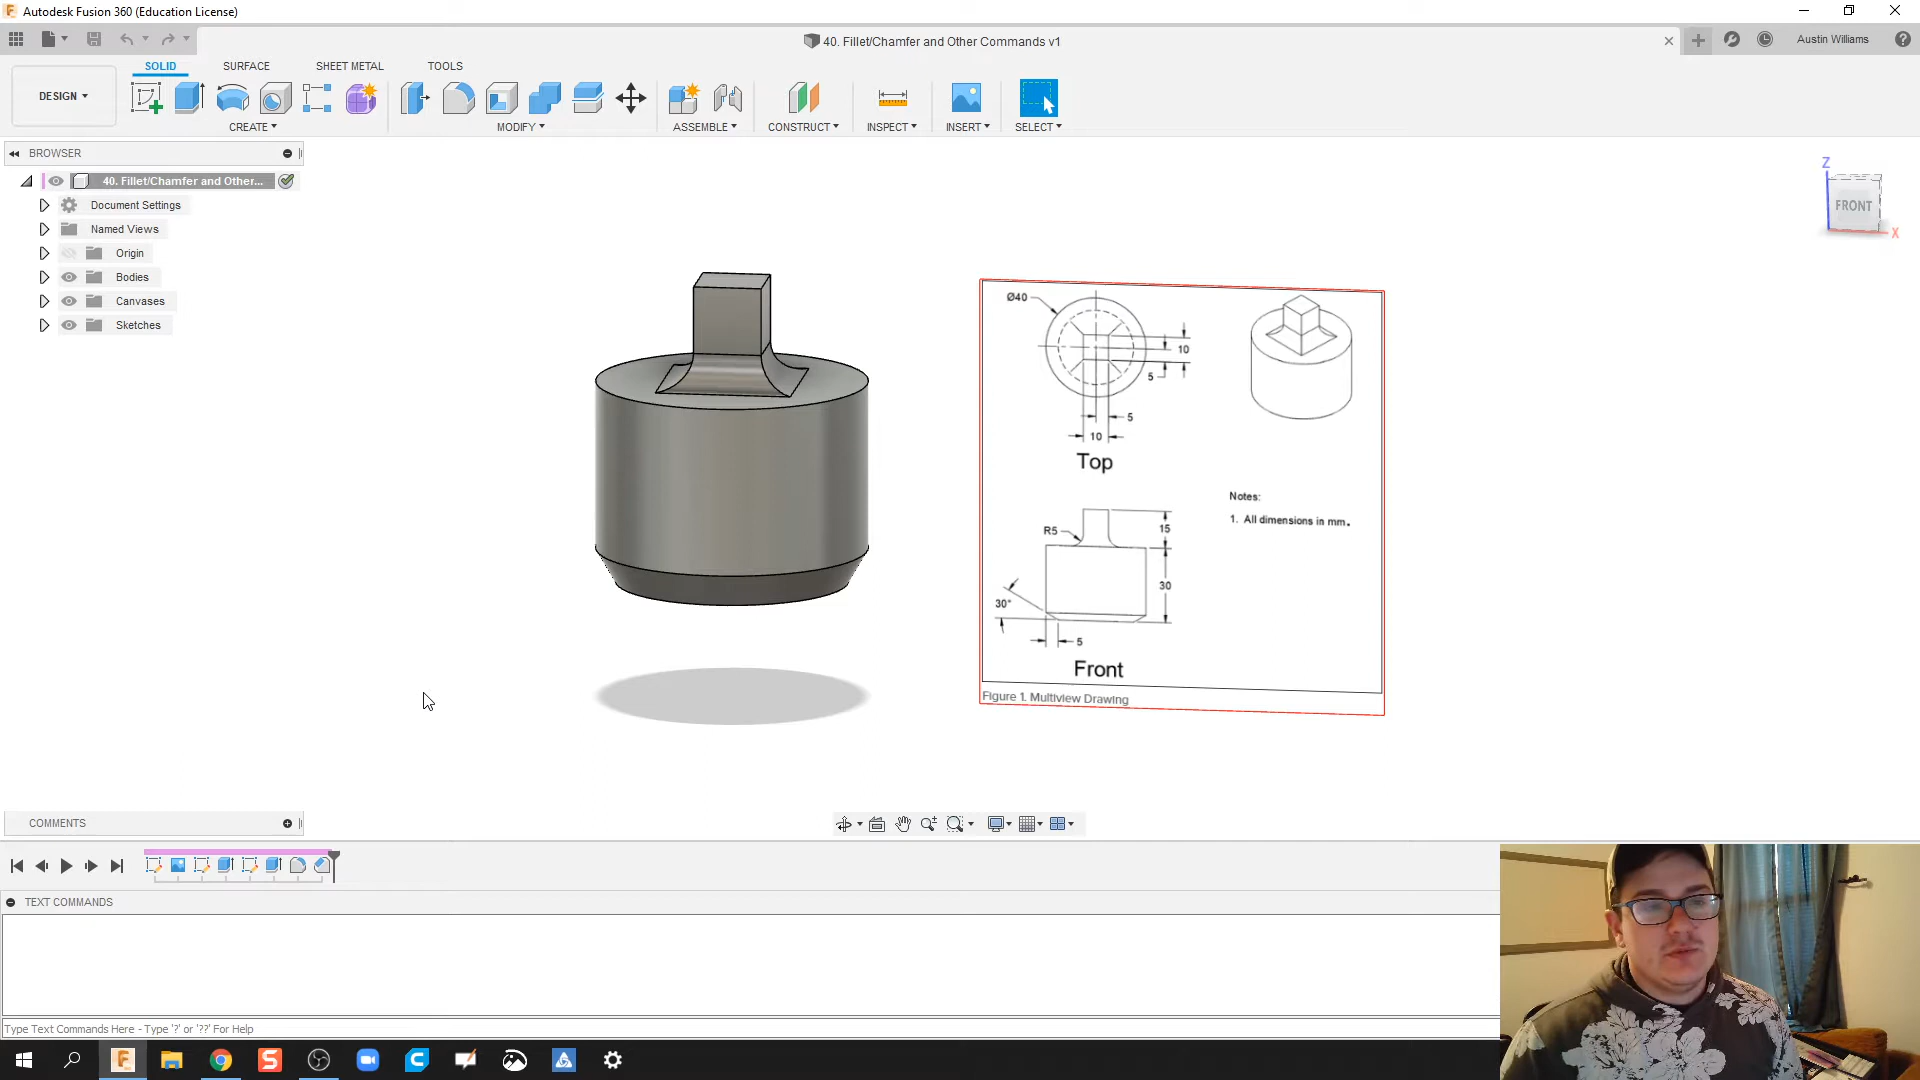 Autodesk Fusion 360 (Education License)
40. Fillet/Chamfer and Other Commands v1
Austin Williams
SOLID
SURFACE
SHEET METAL
TOOLS
DESIGN
CREATE
MODIFY
ASSEMBLE
CONSTRUCT
INSPECT
INSERT
SELECT
BROWSER
40. Fillet/Chamfer and Other...
Document Settings
Named Views
Origin
Bodies
Canvases
Sketches
Z
FRONT
X
Ø40
10
5
5
10
Top
Notes:
1. All dimensions in mm.
R5
15
30
30°
5
Front
Figure 1. Multiview Drawing
COMMENTS
TEXT COMMANDS
Type Text Commands Here - Type '?' or '??' For Help